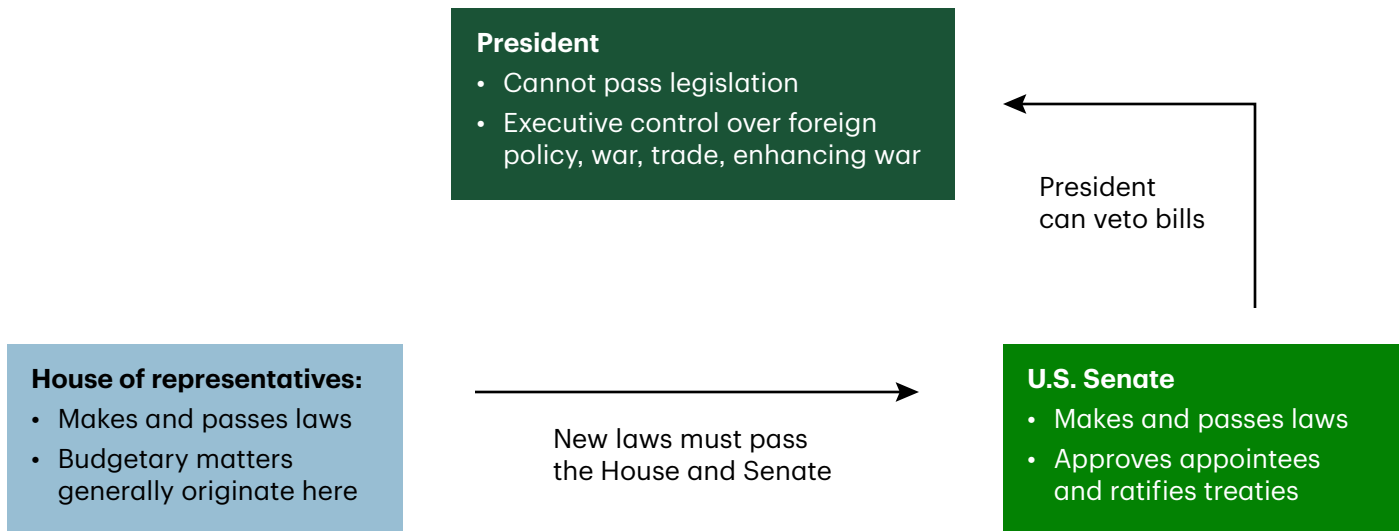 President
• Cannot pass legislation
• Executive control over foreign
policy, war, trade, enhancing war
President
can veto bills
House of representatives:
• Makes and passes laws
• Budgetary matters
generally originate here
New laws must pass
the House and Senate
U.S. Senate
• Makes and passes laws
• Approves appointees
and ratifies treaties